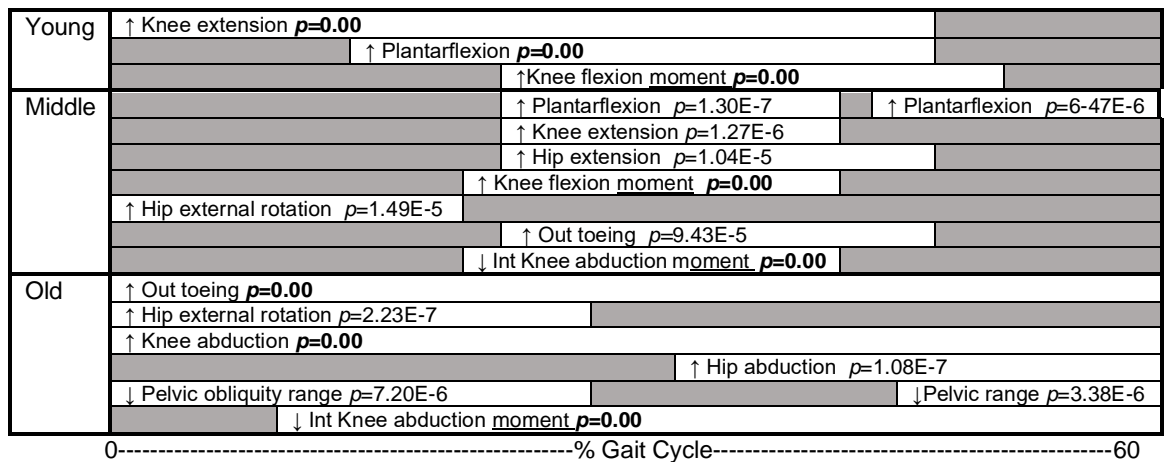 Young ↑ Knee extension p=0.00
↑ Plantarflexion p=0.00
↑Knee flexion moment p=0.00
Middle ↑ Plantarflexion p=1.30E-7 ↑ Plantarflexion p=6-47E-6
↑ Knee extension p=1.27E-6
↑ Hip extension p=1.04E-5
↑ Knee flexion moment p=0.00
↑ Hip external rotation p=1.49E-5
↑ Out toeing p=9.43E-5
↓ Int Knee abduction moment p=0.00
Old ↑ Out toeing p=0.00
↑ Hip external rotation p=2.23E-7
↑ Knee abduction p=0.00
↑ Hip abduction p=1.08E-7
↓ Pelvic obliquity range p=7.20E-6 ↓Pelvic range p=3.38E-6
↓ Int Knee abduction moment p=0.00
0-----------------------------------------------------% Gait Cycle-------------------------------------------------60